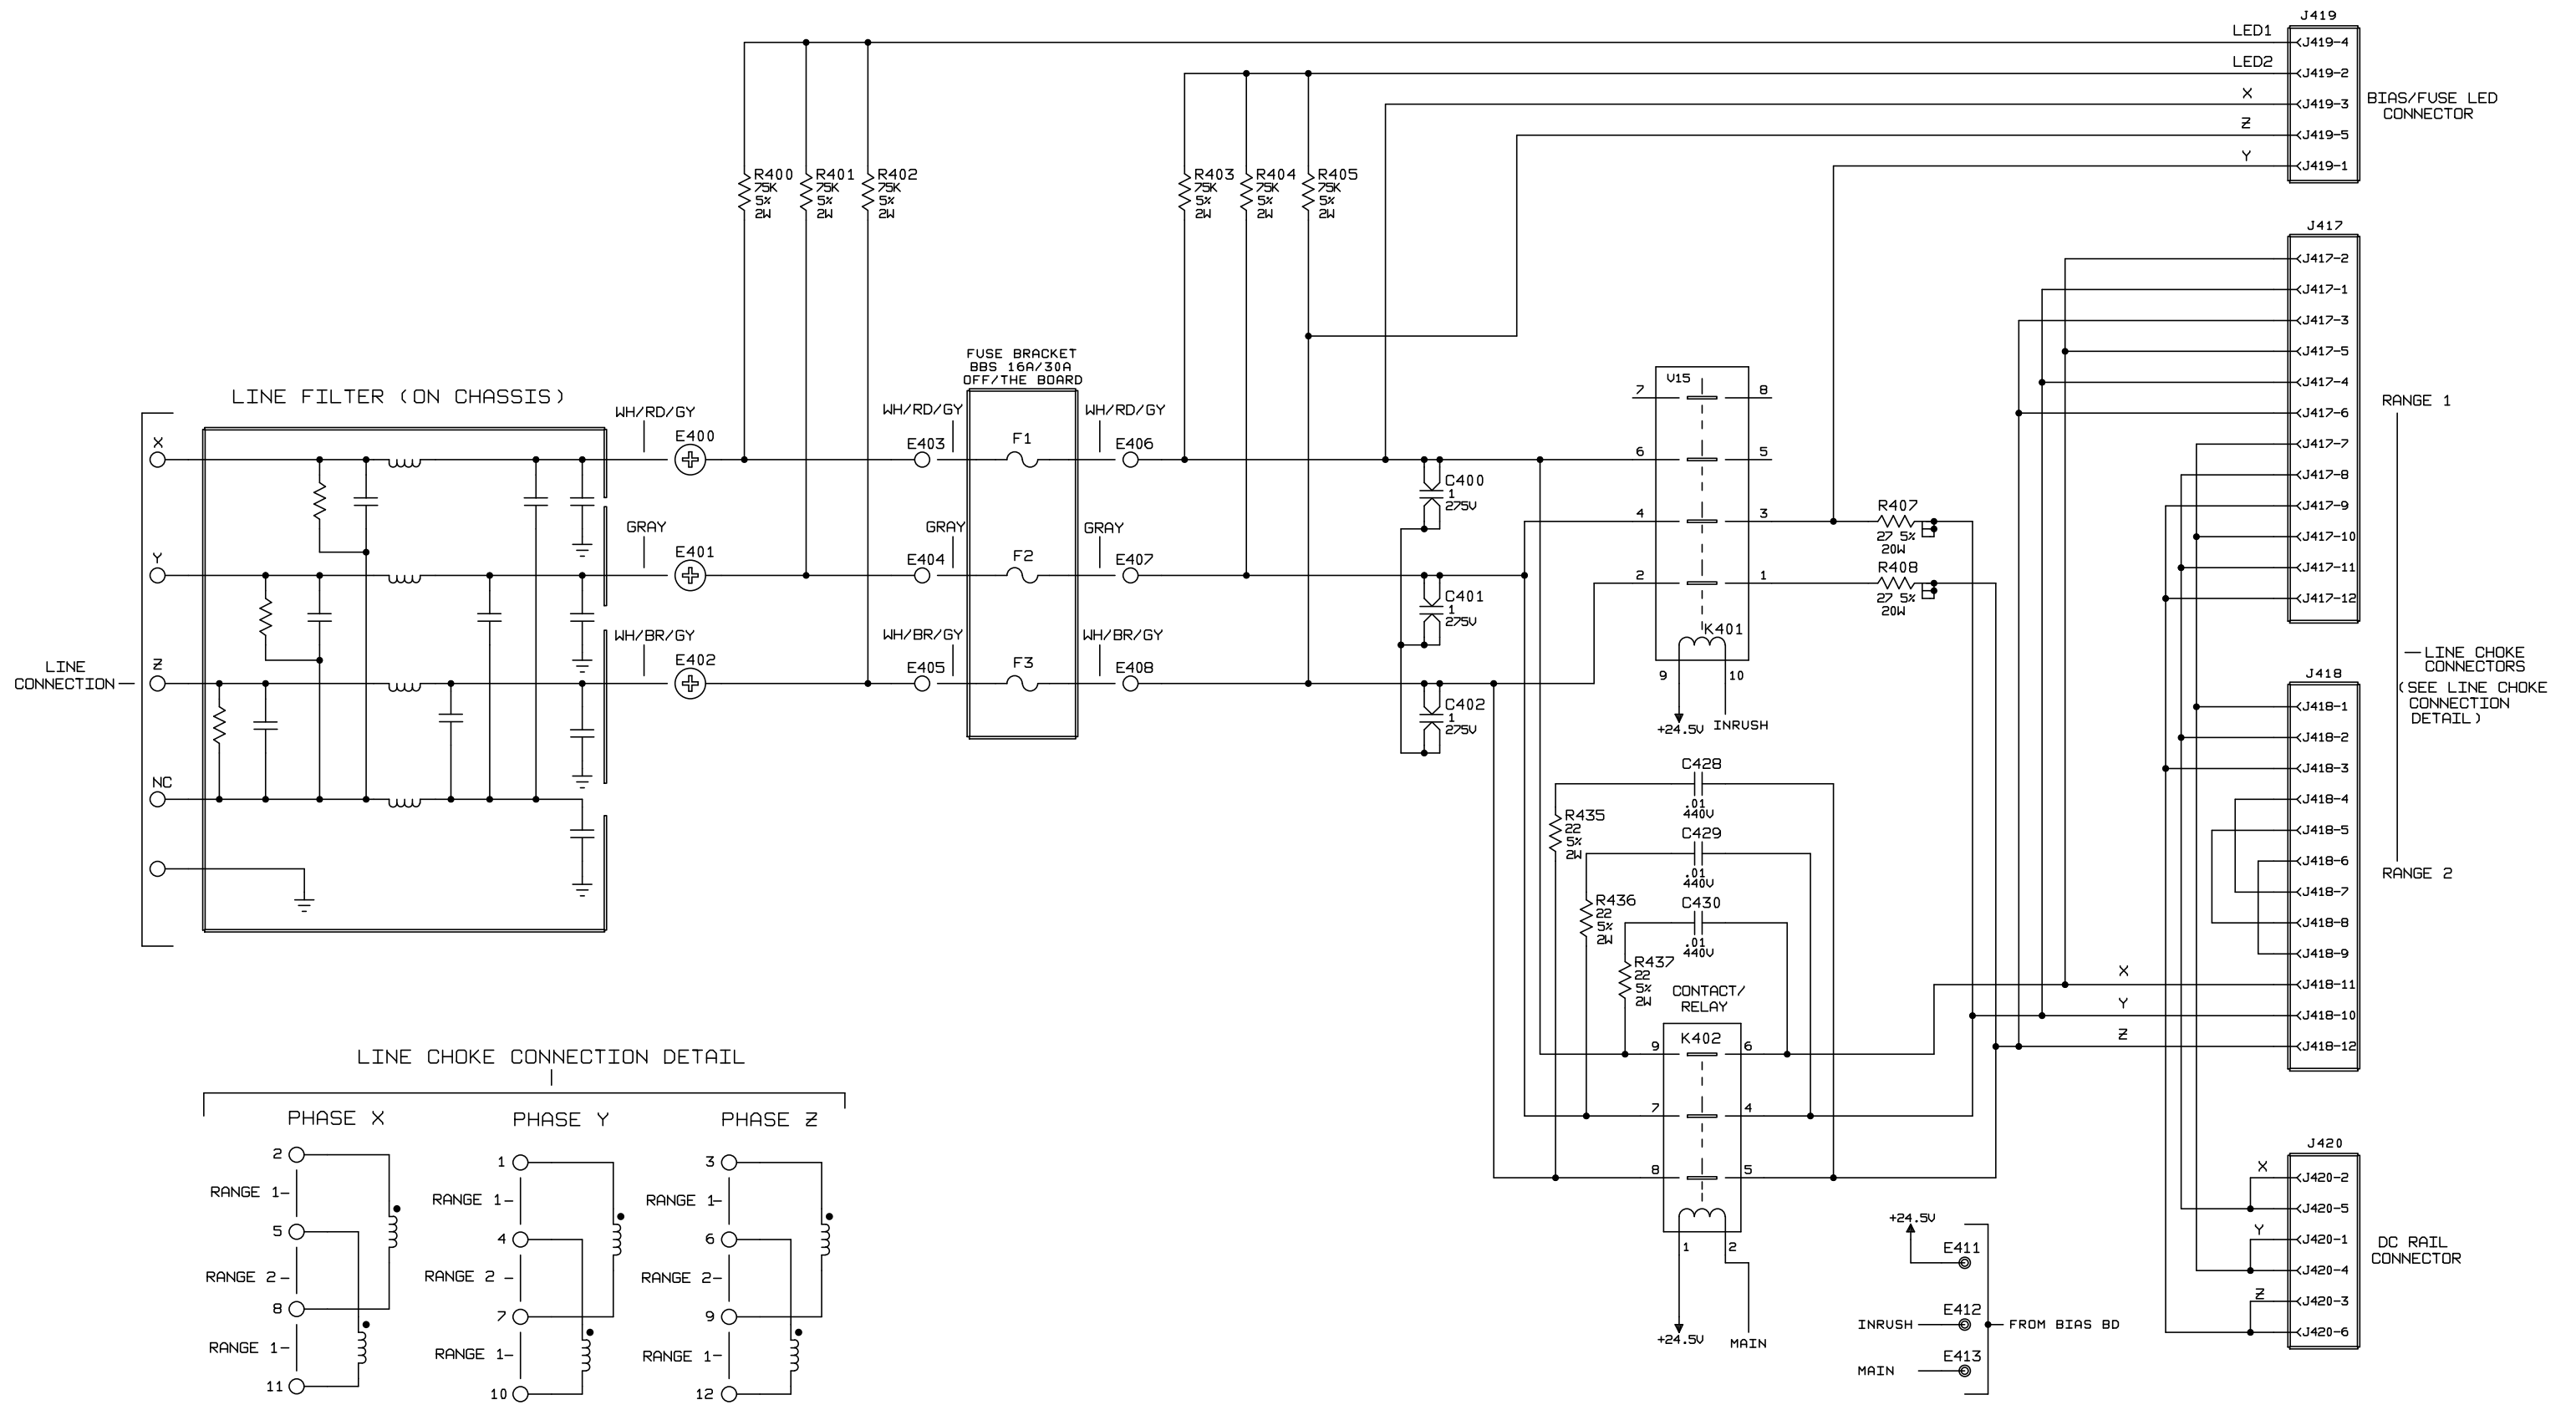 J419
LED1
J419-4
LED2
J419-2
X
J419-3
Z
J419-5
Y
J419-1
BIAS/FUSE LED
CONNECTOR
R400
75K
5%
2W
R401
75K
5%
2W
R402
75K
5%
2W
R403
75K
5%
2W
R404
75K
5%
2W
R405
75K
5%
2W
J417
J417-2
J417-1
J417-3
J417-5
J417-4
J417-6
J417-7
J417-8
J417-9
J417-10
J417-11
J417-12
RANGE 1
LINE CHOKE
CONNECTORS
(SEE LINE CHOKE
CONNECTION
DETAIL)
RANGE 2
FUSE BRACKET
BBS 16A/30A
OFF/THE BOARD
LINE FILTER (ON CHASSIS)
LINE
CONNECTION
X
Y
Z
NC
WH/RD/GY
E400
GRAY
E401
WH/BR/GY
E402
WH/RD/GY
E403
F1
WH/RD/GY
E406
GRAY
E404
F2
GRAY
E407
WH/BR/GY
E405
F3
WH/BR/GY
E408
C400
1
275V
C401
1
275V
C402
1
275V
V15
7
8
6
5
4
3
2
1
K401
9
10
+24.5V
INRUSH
R407
27 5%
20W
R408
27 5%
20W
C428
.01
440V
R435
22
5%
2W
C429
.01
440V
R436
22
5%
2W
C430
.01
440V
R437
22
5%
2W
CONTACT/
RELAY
K402
9
6
7
4
8
5
1
2
+24.5V
MAIN
J418
J418-1
J418-2
J418-3
J418-4
J418-5
J418-6
J418-7
J418-8
J418-9
X
J418-11
Y
J418-10
Z
J418-12
J420
X
J420-2
J420-5
Y
J420-1
J420-4
Z
J420-3
J420-6
DC RAIL
CONNECTOR
+24.5V
E411
INRUSH
E412
FROM BIAS BD
MAIN
E413
LINE CHOKE CONNECTION DETAIL
PHASE X
2
RANGE 1
5
RANGE 2
8
RANGE 1
11
PHASE Y
1
RANGE 1
4
RANGE 2
7
RANGE 1
10
PHASE Z
3
RANGE 1
6
RANGE 2
9
RANGE 1
12